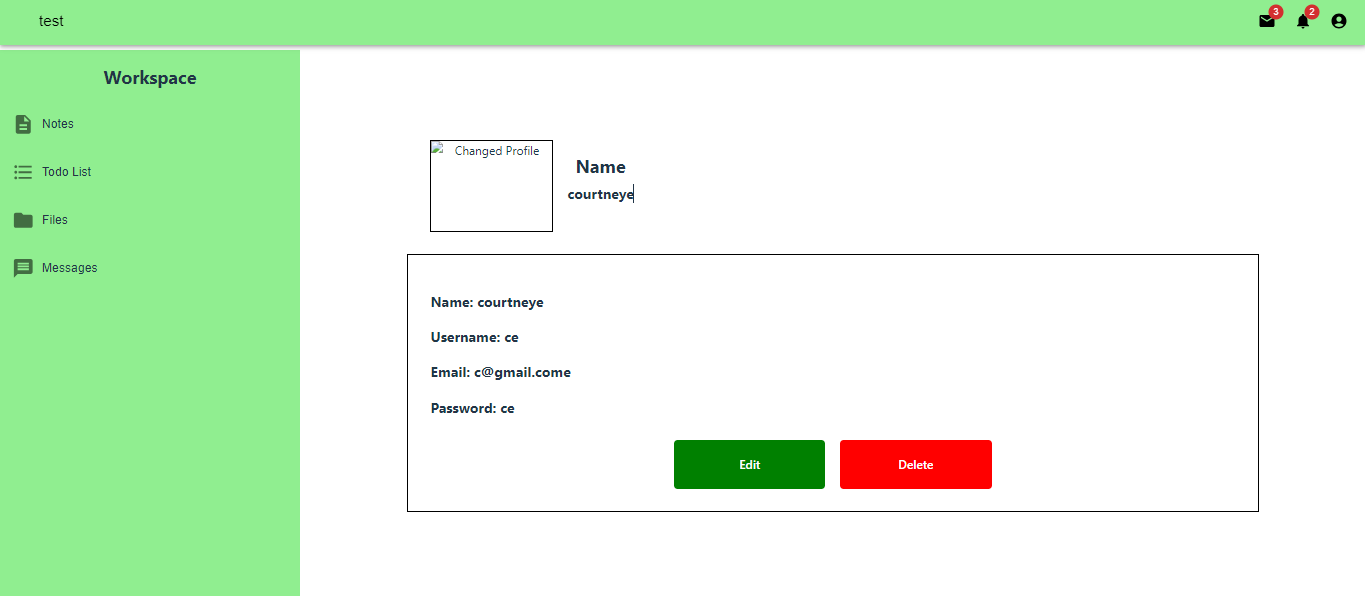 test
3
2
Workspace
Notes
Todo List
Files
Messages
Changed Profile
Name
courtneye
Name: courtneye
Username: ce
Email: c@gmail.come
Password: ce
Edit
Delete